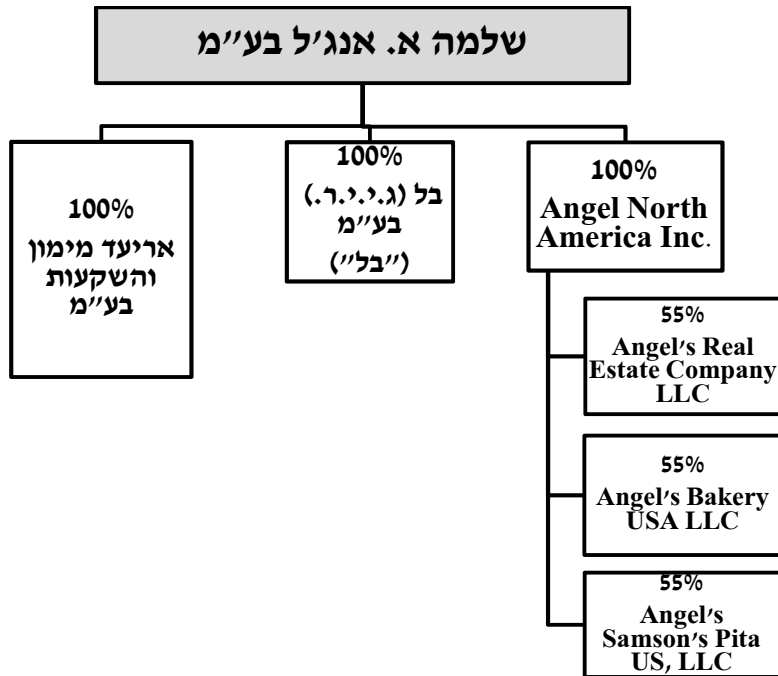 שלמה א. אנג'ל בע"מ
100%
אריעד מימון
והשקעות
בע"מ
100%
בל (ג.י.י.ר.)
בע"מ
("בל")
100%
Angel North
America Inc.
55%
Angel's Real
Estate Company
LLC
55%
Angel's Bakery
USA LLC
55%
Angel's
Samson's Pita
US, LLC